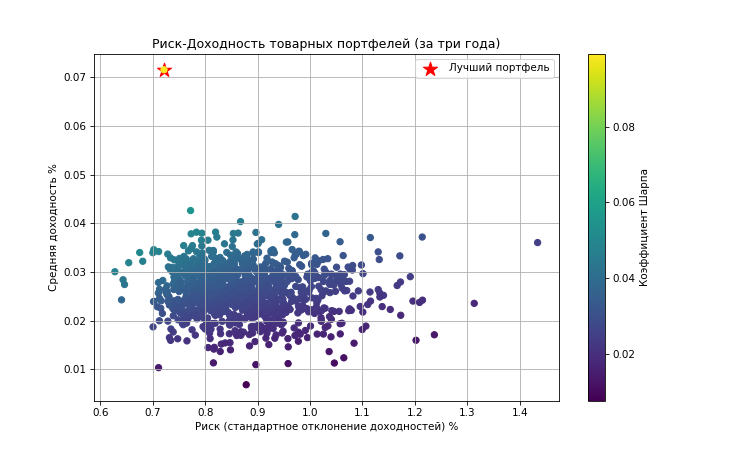 Риск-Доходность товарных портфелей (за три года)
Лучший портфель
Средняя доходность %
0.07
0.06
0.05
0.04
0.03
0.02
0.01
0.6 0.7 0.8 0.9 1.0 1.1 1.2 1.3 1.4
Риск (стандартное отклонение доходностей) %
0.08
0.06
0.04
0.02
Коэффициент Шарпа